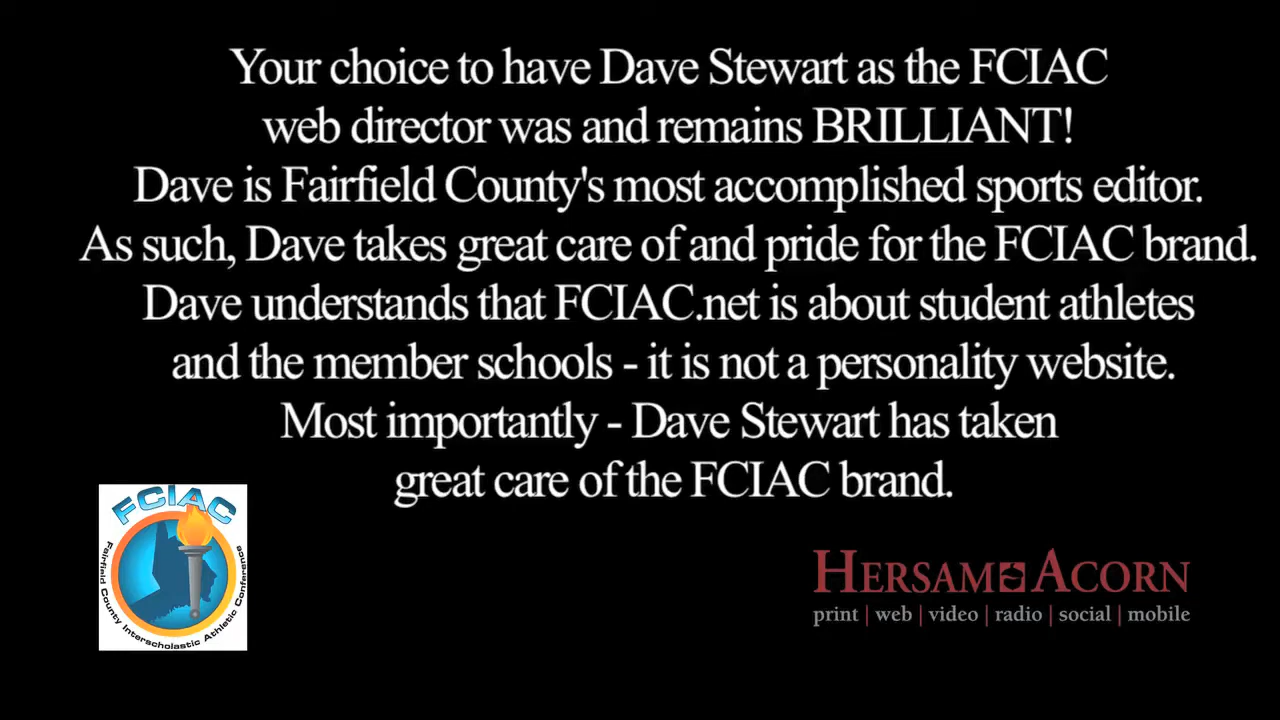 Your choice to have Dave Stewart as the FCIAC
web director was and remains BRILLIANT!
Dave is Fairfield County's most accomplished sports editor.
As such, Dave takes great care of and pride for the FCIAC brand.
Dave understands that FCIAC.net is about student athletes
and the member schools - it is not a personality website.
Most importantly - Dave Stewart has taken
great care of the FCIAC brand.
FCIAC
Fairfield County Interscholastic Athletic Conference
HERSAM ACORN
print | web | video | radio | social | mobile